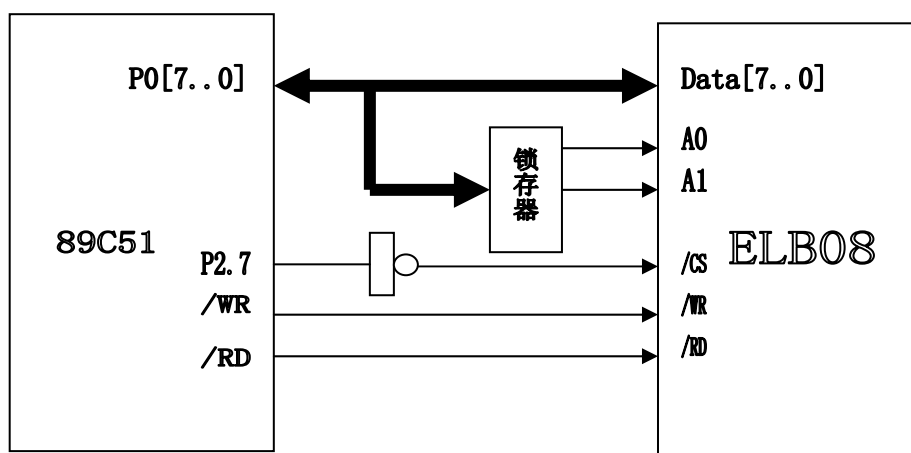 P0[7..0]
89C51
P2.7
/WR
/RD
锁
存
器
Data[7..0]
A0
A1
ELB08
/CS
/WR
/RD